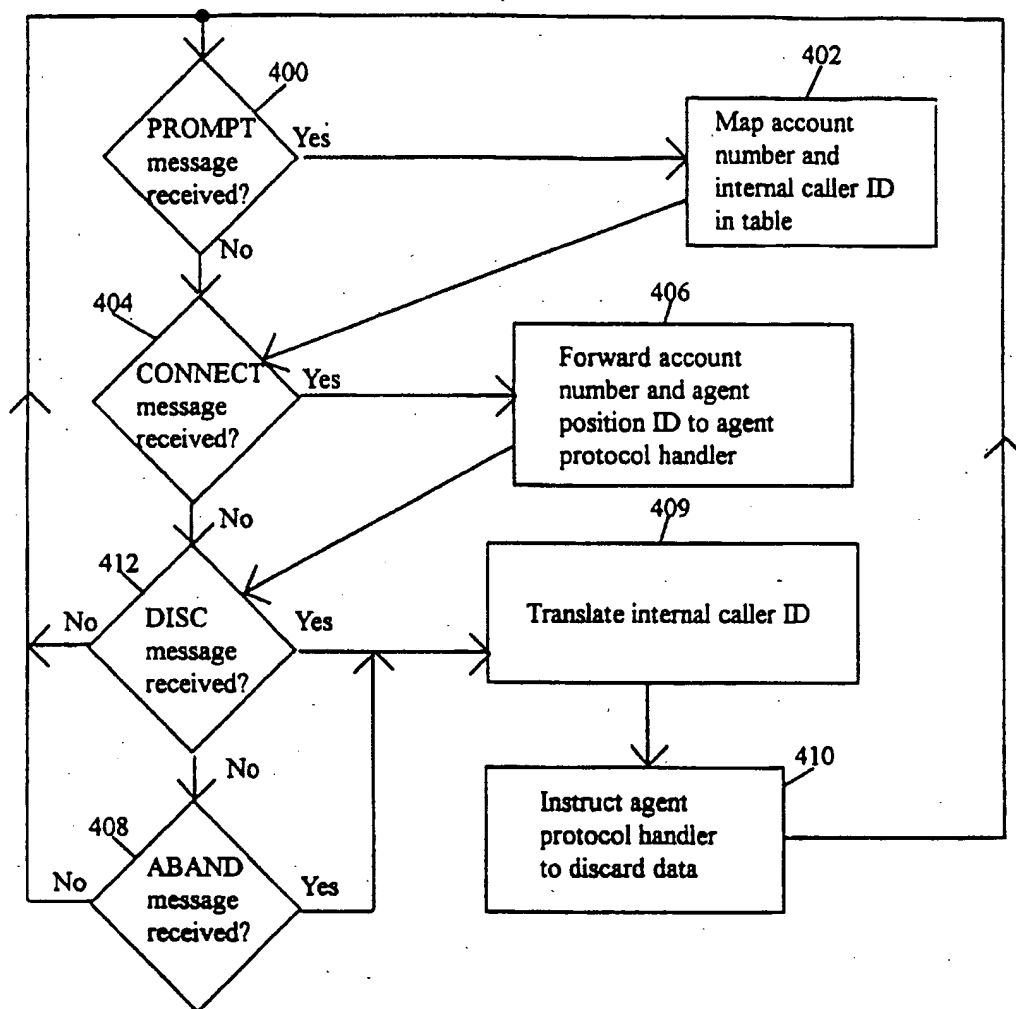 400
PROMPT
message
received?
Yes
No
402
Map account
number and
internal caller ID
in table
404
CONNECT
message
received?
Yes
No
406
Forward account
number and agent
position ID to agent
protocol handler
412
DISC
message
received?
No
Yes
No
409
Translate internal caller ID
410
Instruct agent
protocol handler
to discard data
408
ABAND
message
received?
No
Yes